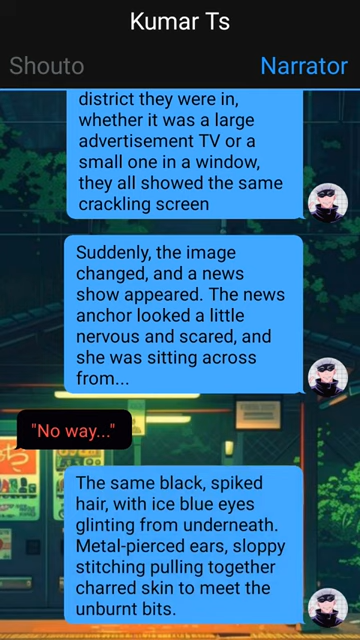 Kumar Ts
Shouto
Narrator
district they were in,
whether it was a large
advertisement TV or a
small one in a window,
they all showed the same
crackling screen
Suddenly, the image
changed, and a news
show appeared. The news
anchor looked a little
nervous and scared, and
she was sitting across
from...
"No way..."
The same black, spiked
hair, with ice blue eyes
glinting from underneath.
Metal-pierced ears, sloppy
stitching pulling together
charred skin to meet the
unburnt bits.